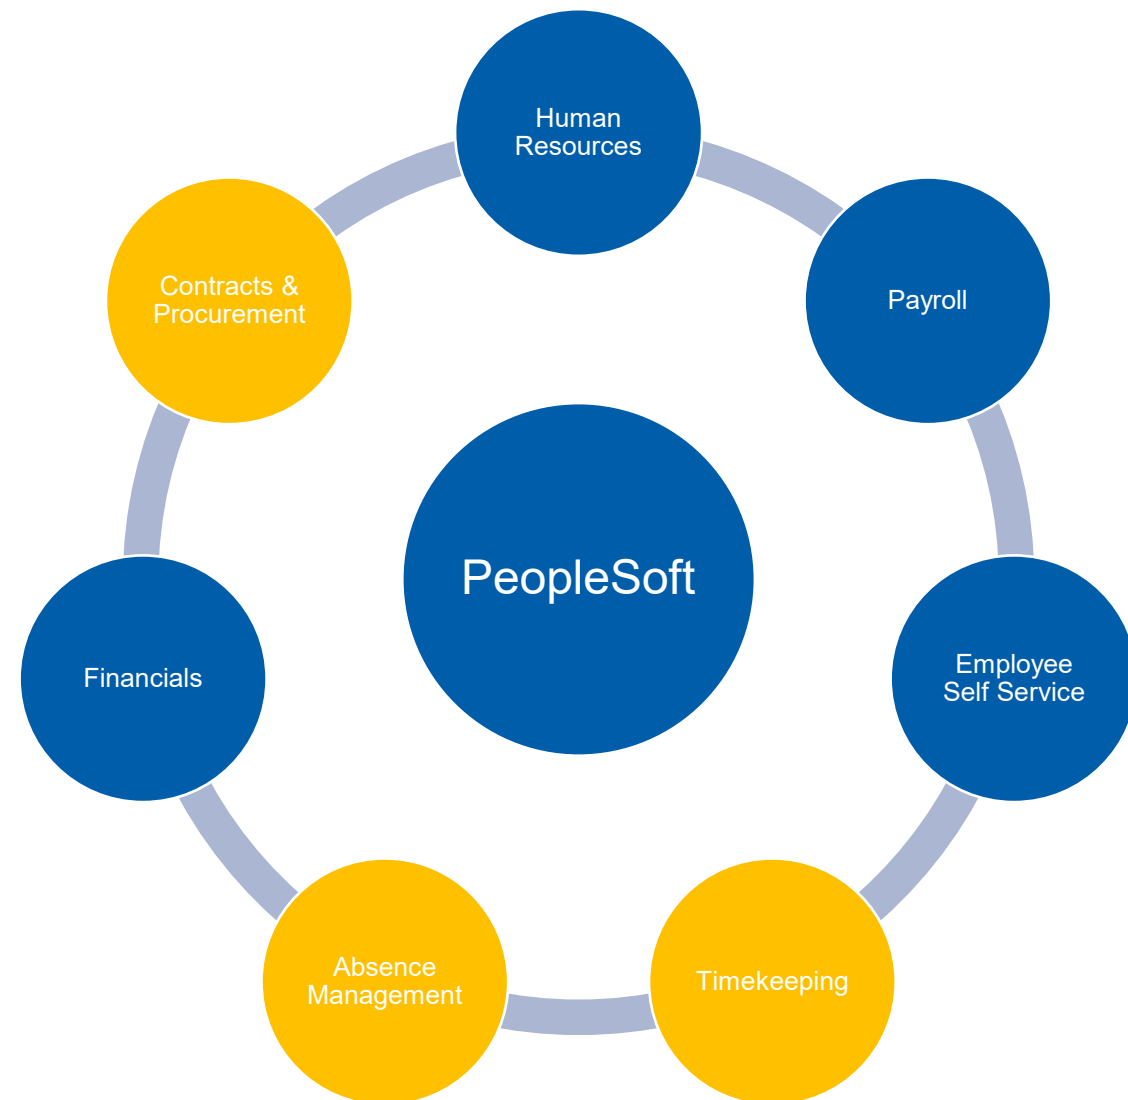 Human
Resources
Payroll
Employee
Self Service
Timekeeping
Absence
Management
Financials
Contracts &
Procurement
PeopleSoft